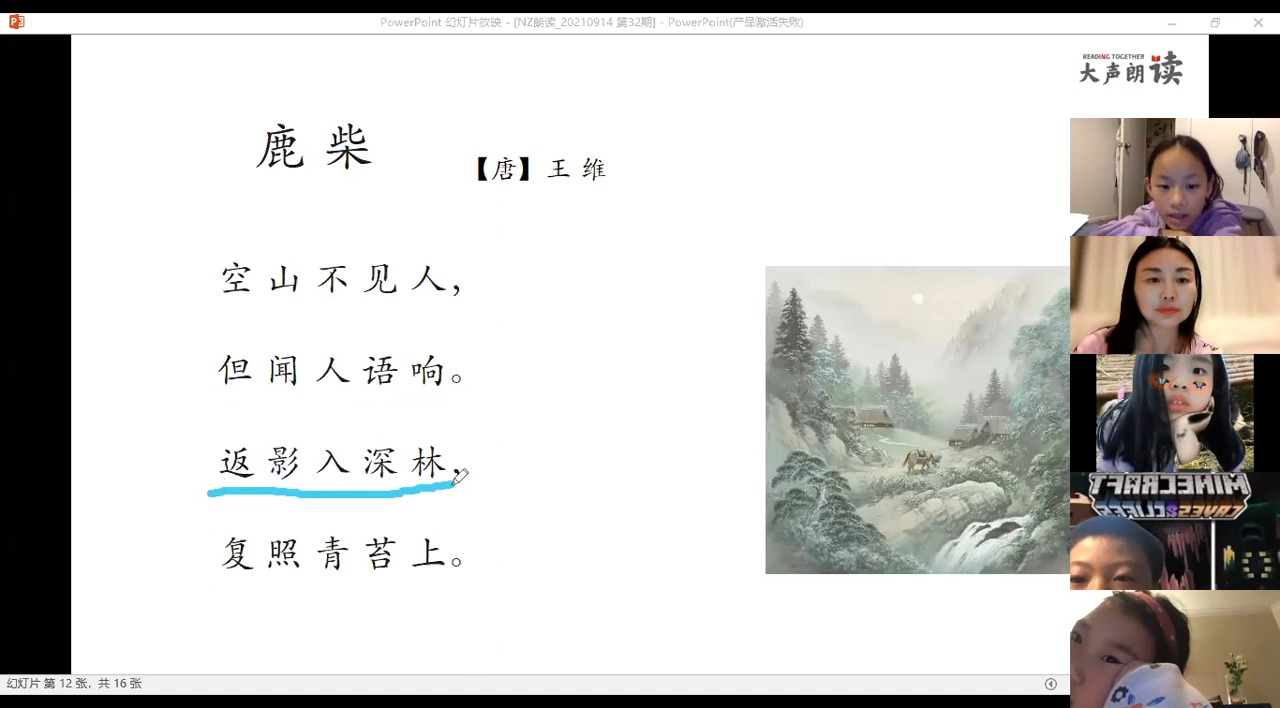 PowerPoint 幻灯片放映 - [NZ朗读_20210914 第32期] - PowerPoint(产品激活失败)
READING TOGETHER
大声朗读
鹿柴
【唐】王维
空山不见人，
但闻人语响。
返影入深林，
复照青苔上。
MINECRAFT
CAVES & CLIFFS
幻灯片 第 12 张，共 16 张